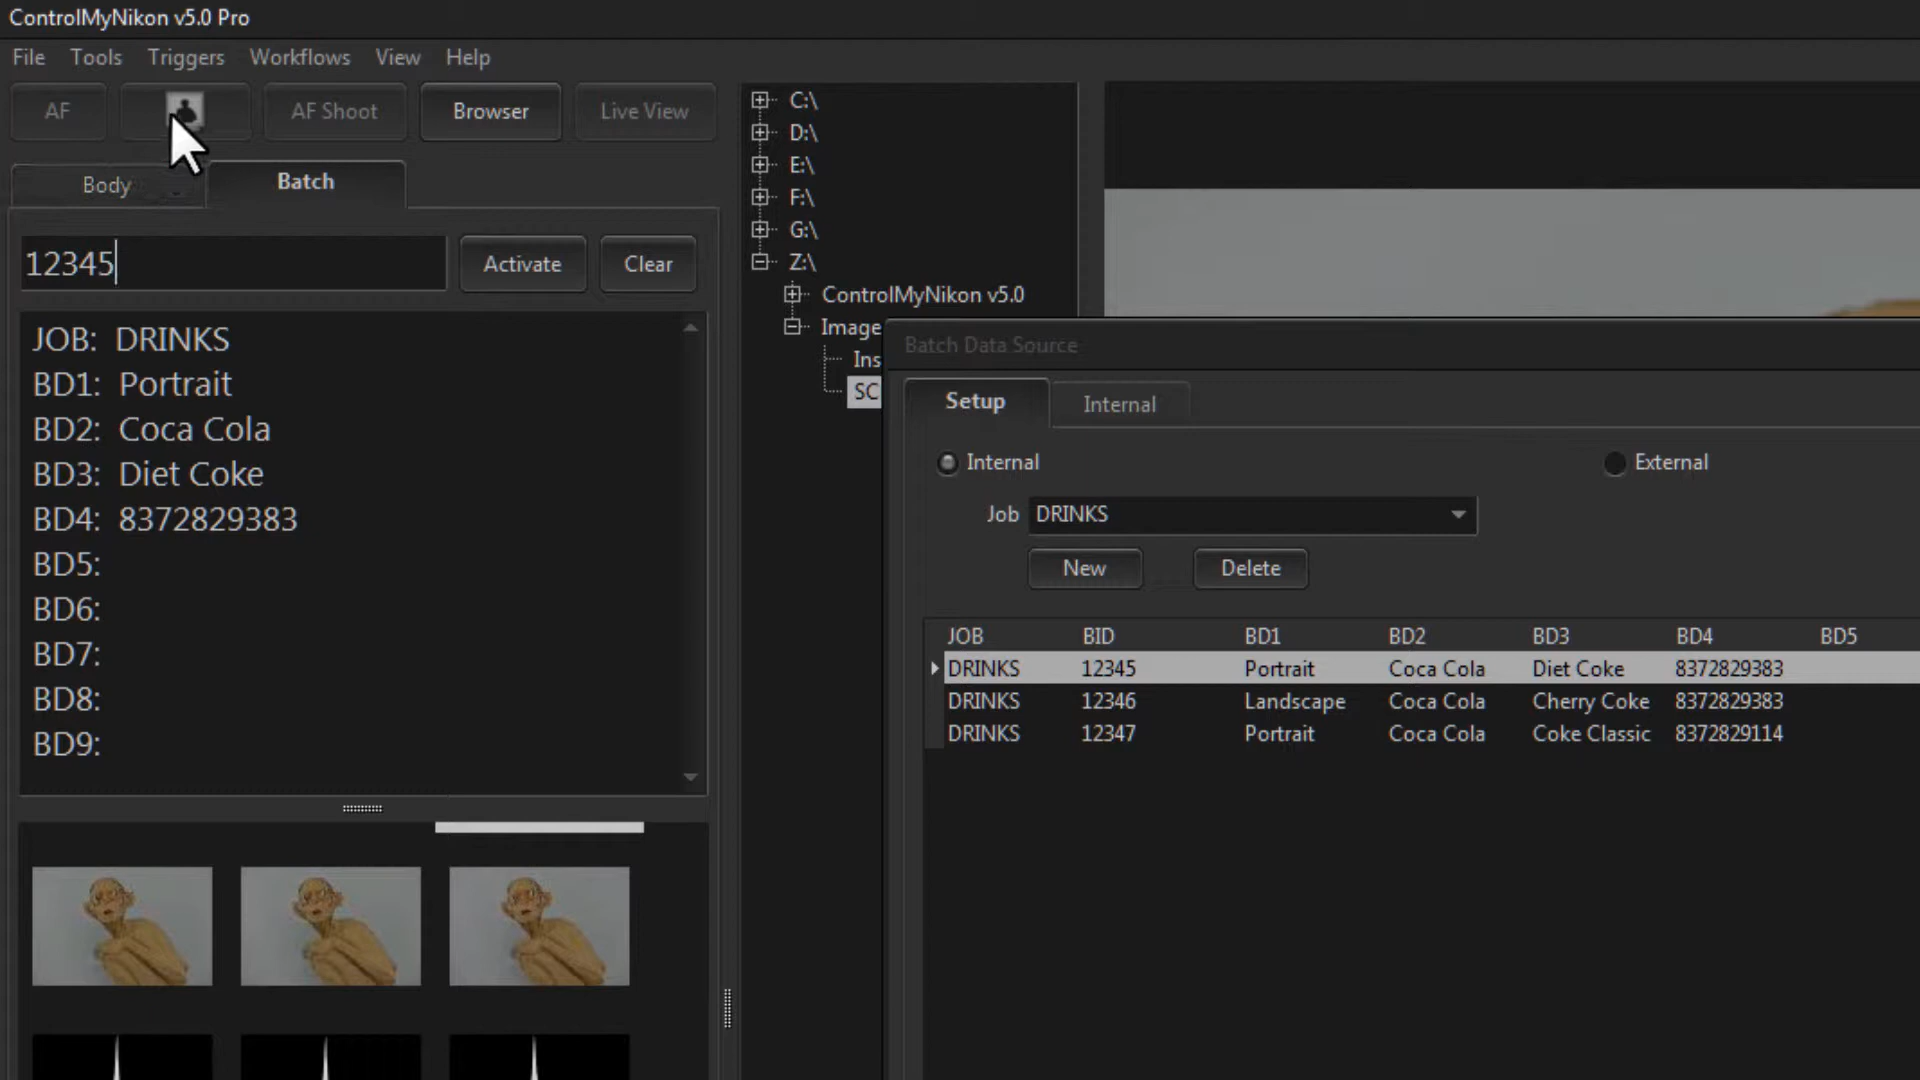 ControlMyNikon v5.0 Pro
File Tools Triggers Workflows View Help
AF AF Shoot Browser Live View
Body Batch
12345 Activate Clear
JOB: DRINKS
BD1: Portrait
BD2: Coca Cola
BD3: Diet Coke
BD4: 8372829383
BD5:
BD6:
BD7:
BD8:
BD9:
C:\
D:\
E:\
F:\
G:\
Z:\
ControlMyNikon v5.0
Image
Ins
SC
Batch Data Source
Setup Internal
Internal External
Job DRINKS
New Delete
JOB BID BD1 BD2 BD3 BD4 BD5
DRINKS 12345 Portrait Coca Cola Diet Coke 8372829383
DRINKS 12346 Landscape Coca Cola Cherry Coke 8372829383
DRINKS 12347 Portrait Coca Cola Coke Classic 8372829114